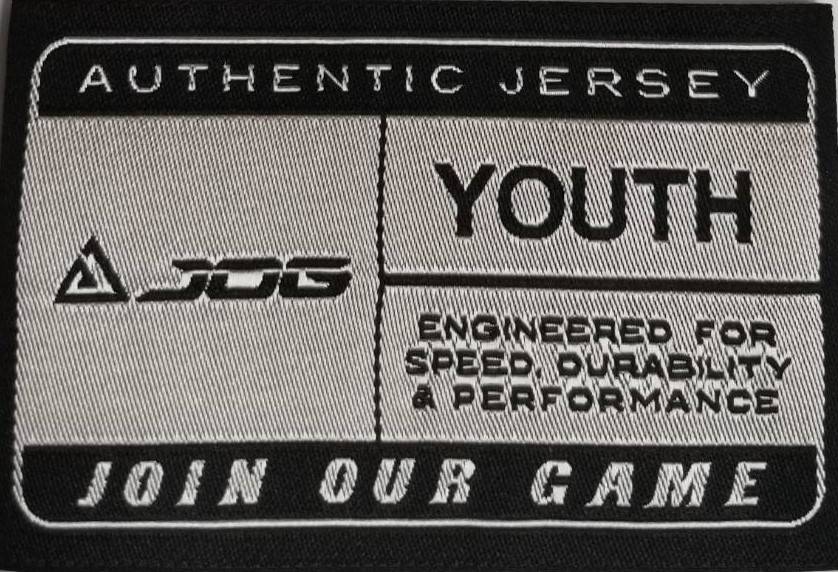 AUTHENTIC JERSEY
JOG
YOUTH
ENGINEERED FOR
SPEED, DURABILITY
& PERFORMANCE
JOIN OUR GAME